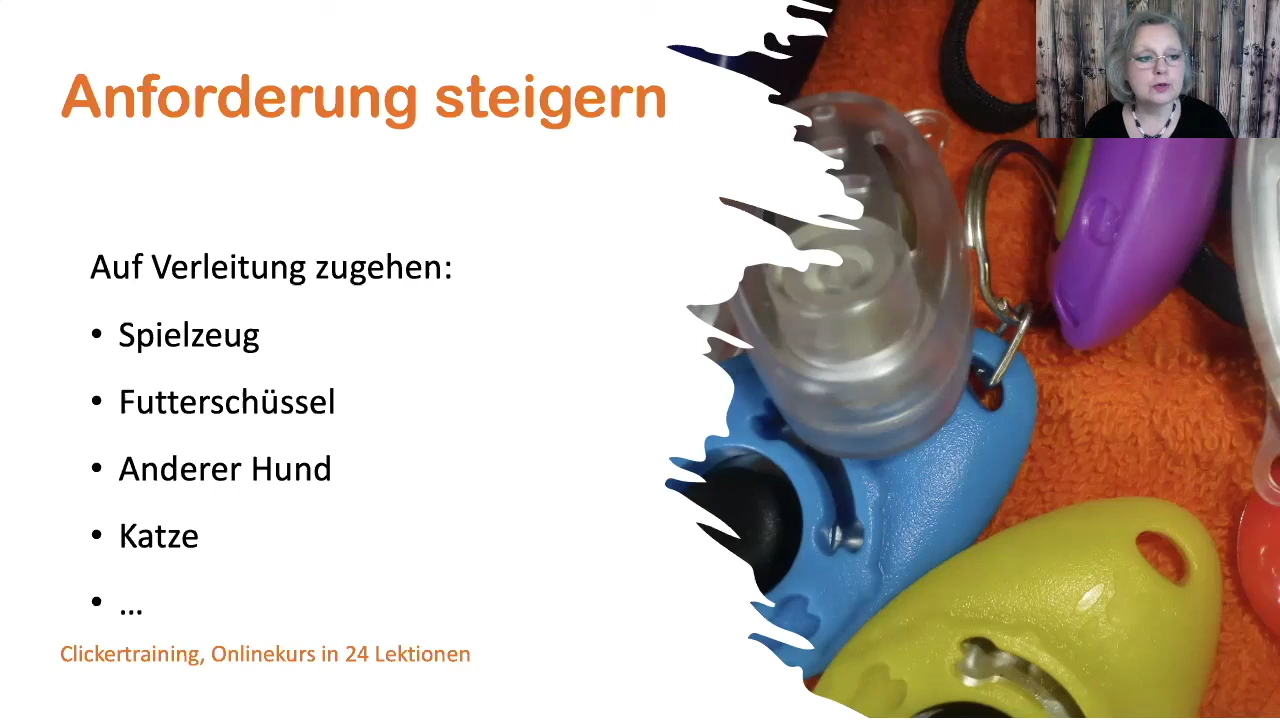 Anforderung steigern
Auf Verleitung zugehen:
• Spielzeug
• Futterschüssel
• Anderer Hund
• Katze
• ...
Clickertraining, Onlinekurs in 24 Lektionen